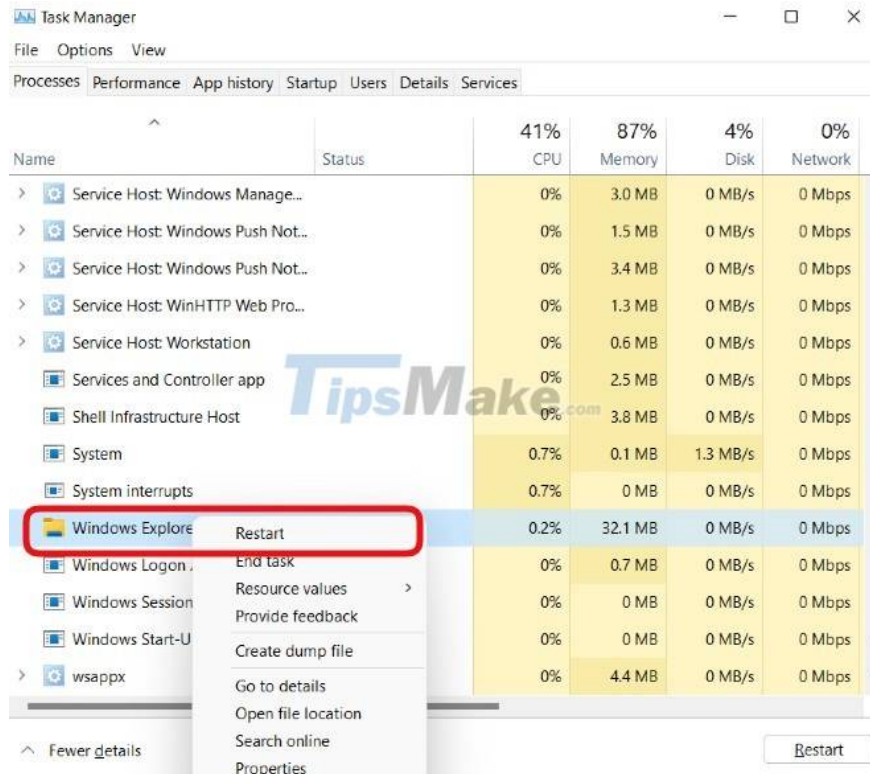 Task Manager
File Options View
Processes Performance App history Startup Users Details Services
41% 87% 4% 0%
Name Status CPU Memory Disk Network
Service Host: Windows Manage... 0% 3.0 MB 0 MB/s 0 Mbps
Service Host: Windows Push Not... 0% 1.5 MB 0 MB/s 0 Mbps
Service Host: Windows Push Not... 0% 3.4 MB 0 MB/s 0 Mbps
Service Host: WinHTTP Web Pro... 0% 1.3 MB 0 MB/s 0 Mbps
Service Host: Workstation 0% 0.6 MB 0 MB/s 0 Mbps
Services and Controller app 0% 2.5 MB 0 MB/s 0 Mbps
TipsMake.com
Shell Infrastructure Host 0% 3.8 MB 0 MB/s 0 Mbps
System 0.7% 0.1 MB 1.3 MB/s 0 Mbps
System interrupts 0.7% 0 MB 0 MB/s 0 Mbps
Windows Explore 0.2% 32.1 MB 0 MB/s 0 Mbps
Windows Logon 0% 0.7 MB 0 MB/s 0 Mbps
Windows Session 0% 0 MB 0 MB/s 0 Mbps
Windows Start-U 0% 0 MB 0 MB/s 0 Mbps
wsappx 0% 4.4 MB 0 MB/s 0 Mbps
Restart
End task
Resource values
Provide feedback
Create dump file
Go to details
Open file location
Search online
Properties
Fewer details Restart